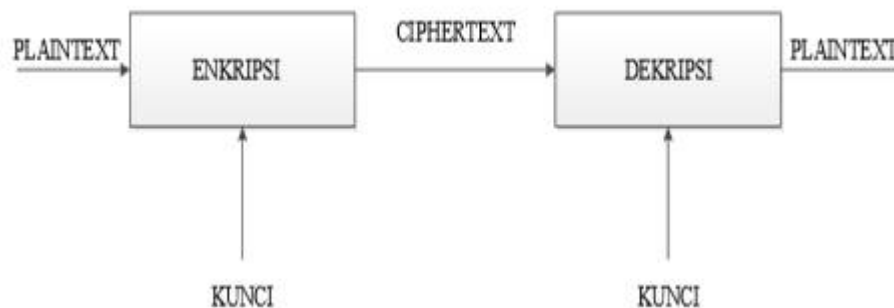 PLAINTEXT
ENKRIPSI
CIPHERTEXT
DEKRIPSI
PLAINTEXT
KUNCI
KUNCI